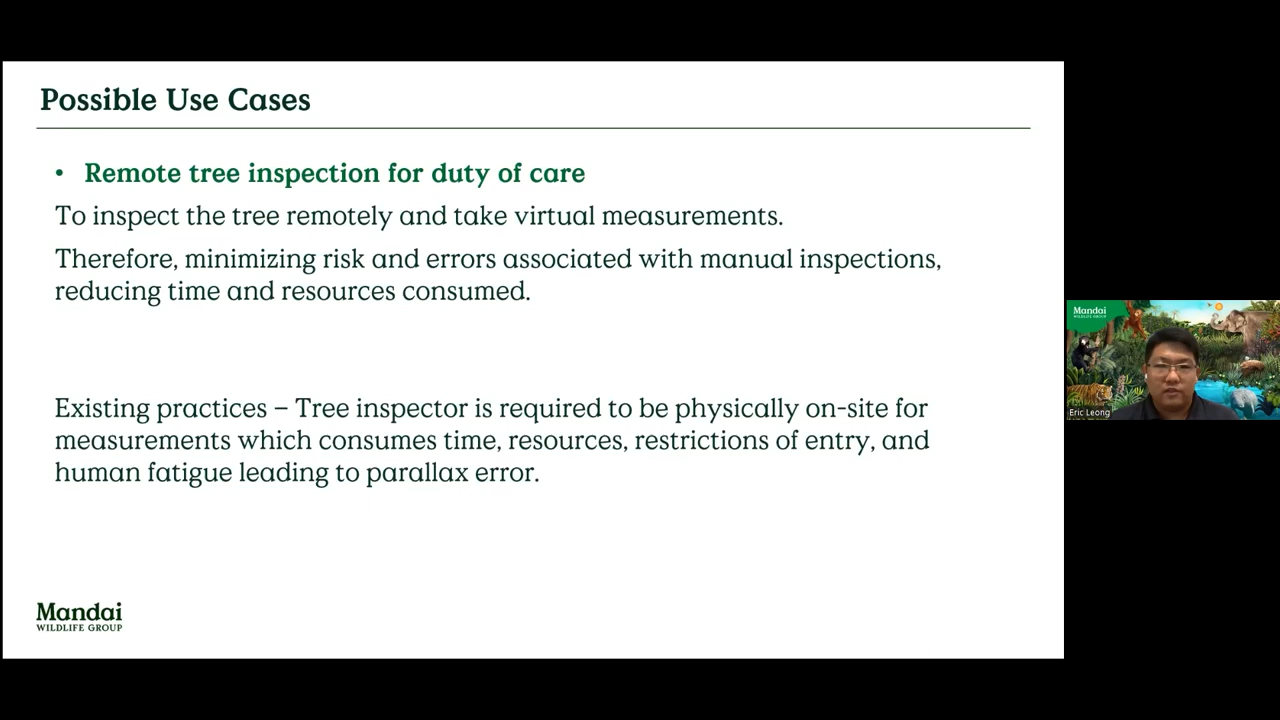 Possible Use Cases
• Remote tree inspection for duty of care
To inspect the tree remotely and take virtual measurements.
Therefore, minimizing risk and errors associated with manual inspections,
reducing time and resources consumed.
Existing practices – Tree inspector is required to be physically on-site for
measurements which consumes time, resources, restrictions of entry, and
human fatigue leading to parallax error.
Mandai
WILDLIFE GROUP
Mandai
WILDLIFE GROUP
Eric Leong